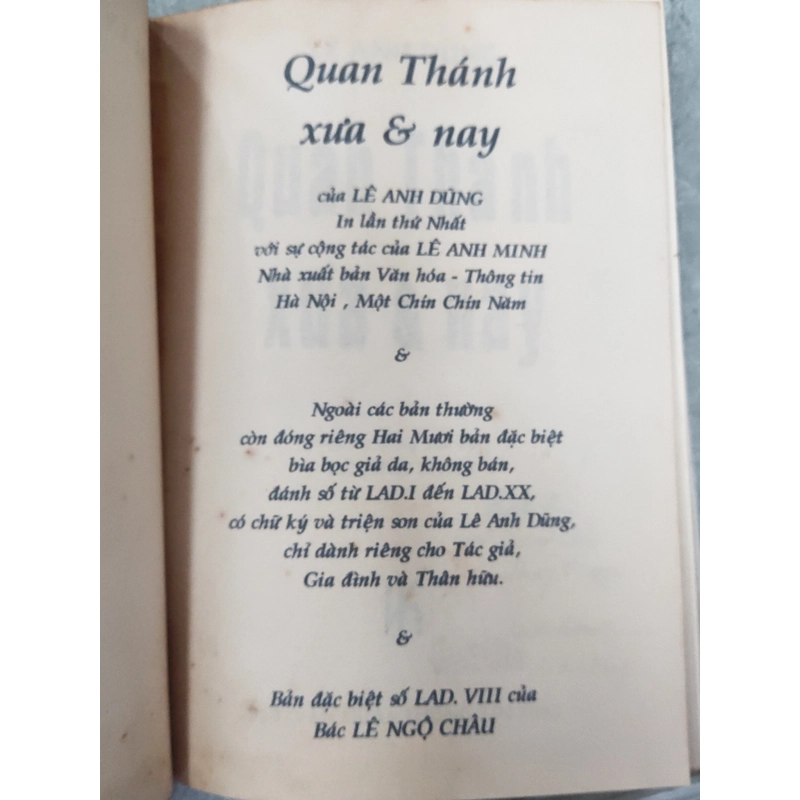 Quan Thánh
xưa & nay
của LÊ ANH DŨNG
In lần thứ Nhất
với sự cộng tác của LÊ ANH MINH
Nhà xuất bản Văn hóa - Thông tin
Hà Nội , Một Chín Chín Năm
&
Ngoài các bản thường
còn đóng riêng Hai Mươi bản đặc biệt
bìa bọc giả da, không bán,
đánh số từ LAD.I đến LAD.XX,
có chữ ký và triện son của Lê Anh Dũng,
chỉ dành riêng cho Tác giả,
Gia đình và Thân hữu.
&
Bản đặc biệt số LAD. VIII của
Bác LÊ NGỘ CHÂU